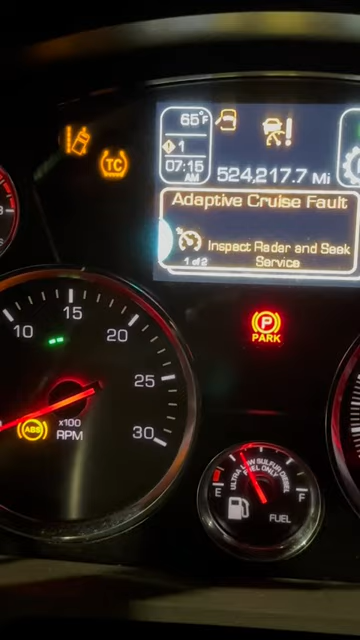 65°F
1
07:15
AM
524,217.7 Mi
TC
Adaptive Cruise Fault
Inspect Radar and Seek
Service
1 of 2
P
PARK
10
15
20
25
30
x100
RPM
ABS
ULTRA LOW SULFUR DIESEL
FUEL ONLY
E
F
FUEL